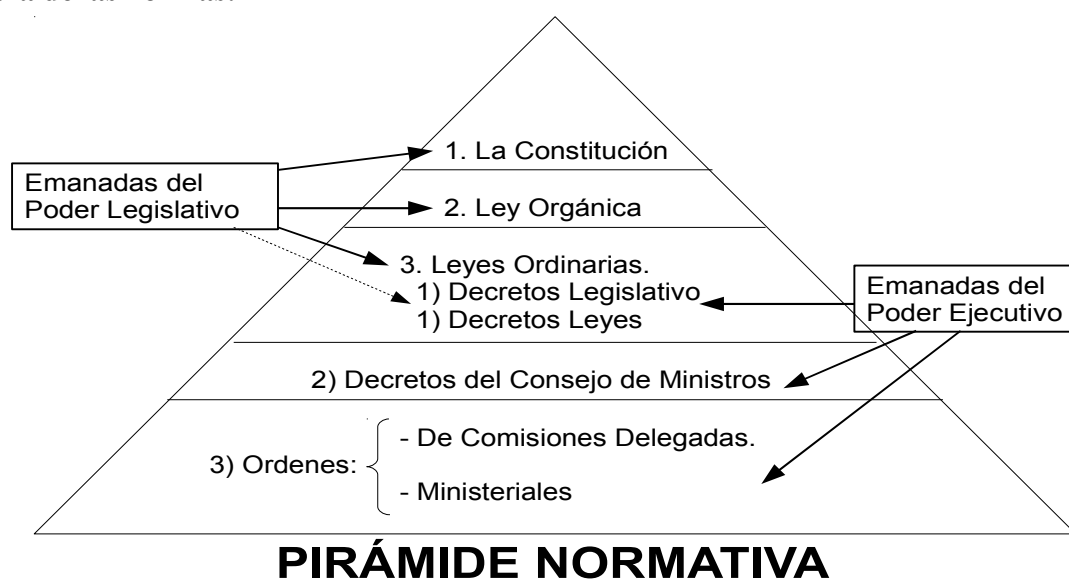 1. La Constitución
Emanadas del
Poder Legislativo
2. Ley Orgánica
3. Leyes Ordinarias.
1) Decretos Legislativo
1) Decretos Leyes
Emanadas del
Poder Ejecutivo
2) Decretos del Consejo de Ministros
- De Comisiones Delegadas.
3) Ordenes:
- Ministeriales
PIRÁMIDE NORMATIVA